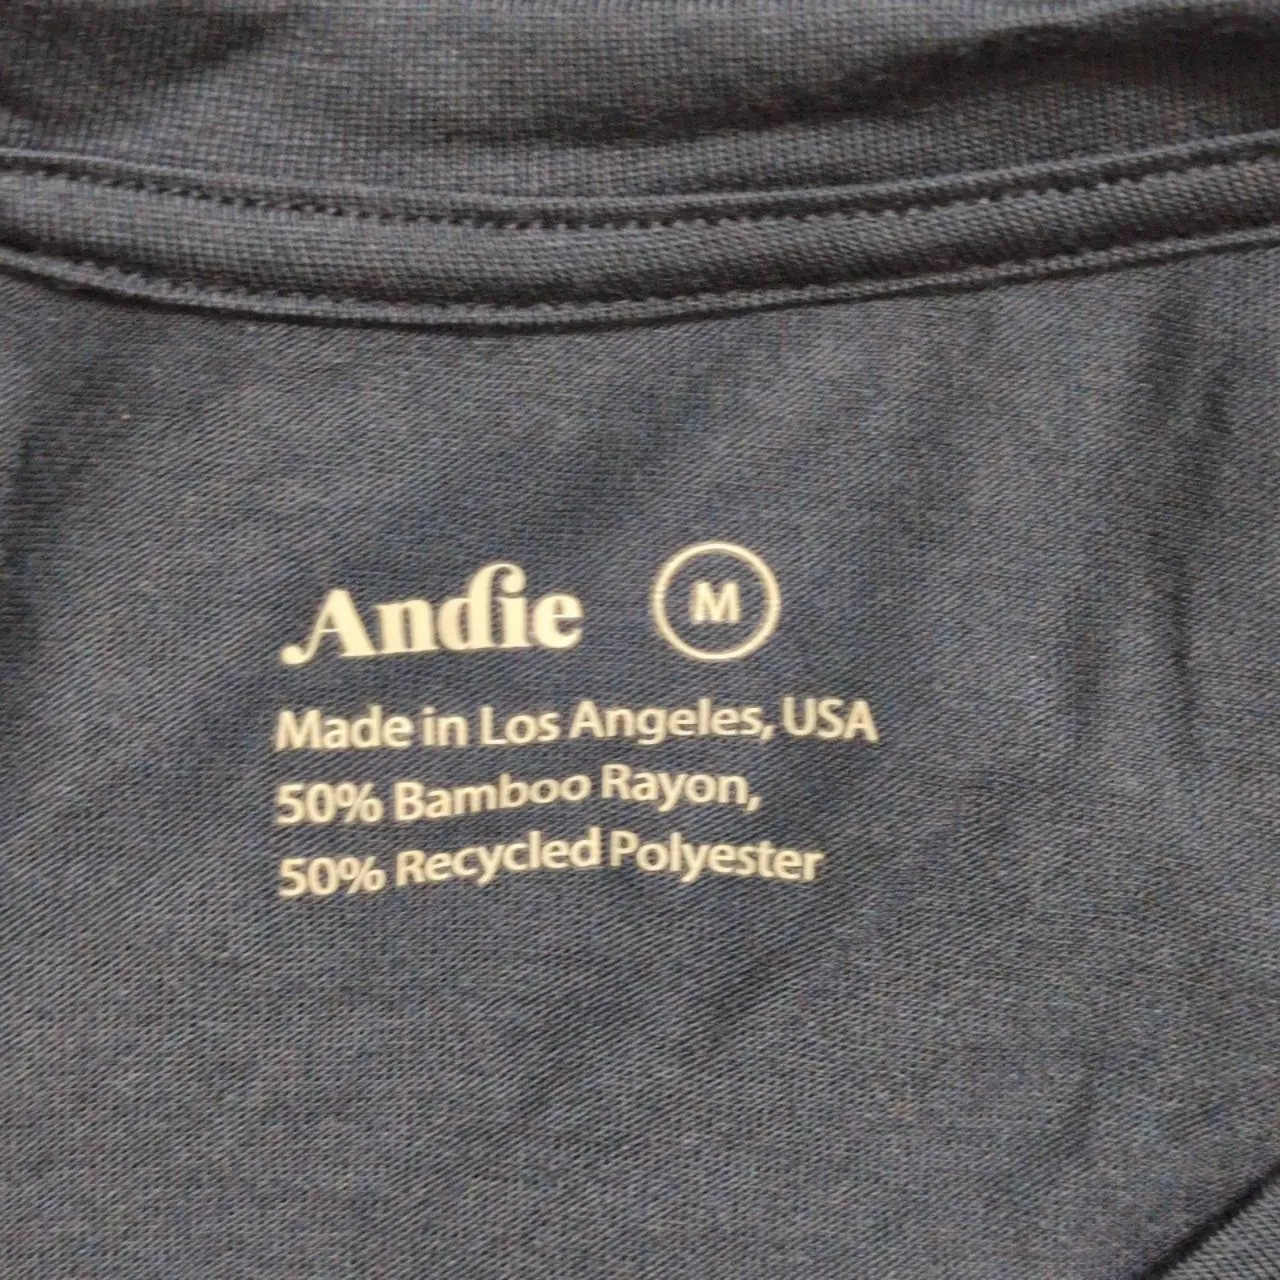 Andie M
Made in Los Angeles, USA
50% Bamboo Rayon,
50% Recycled Polyester